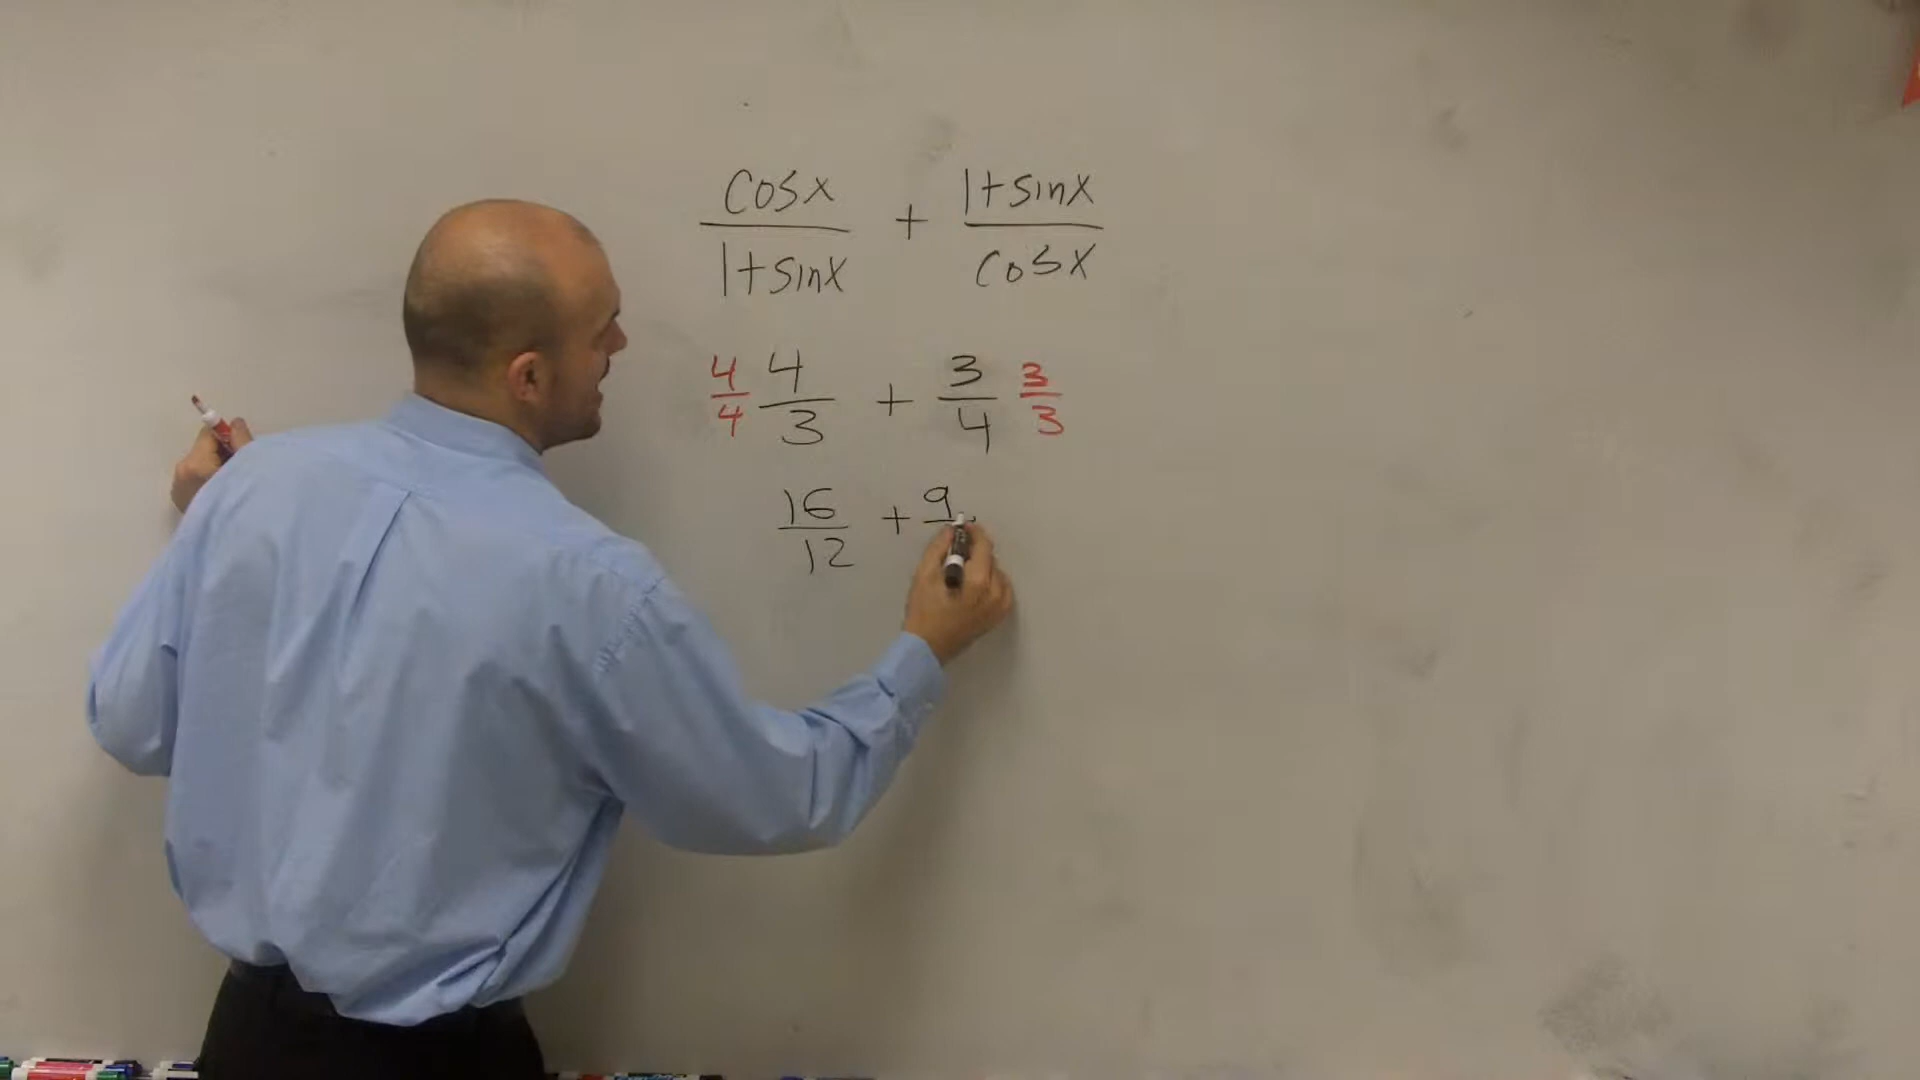 cosx/1+sinx + 1+sinx/cosx
4/4 4/3 + 3/4 3/3
16/12 + 9